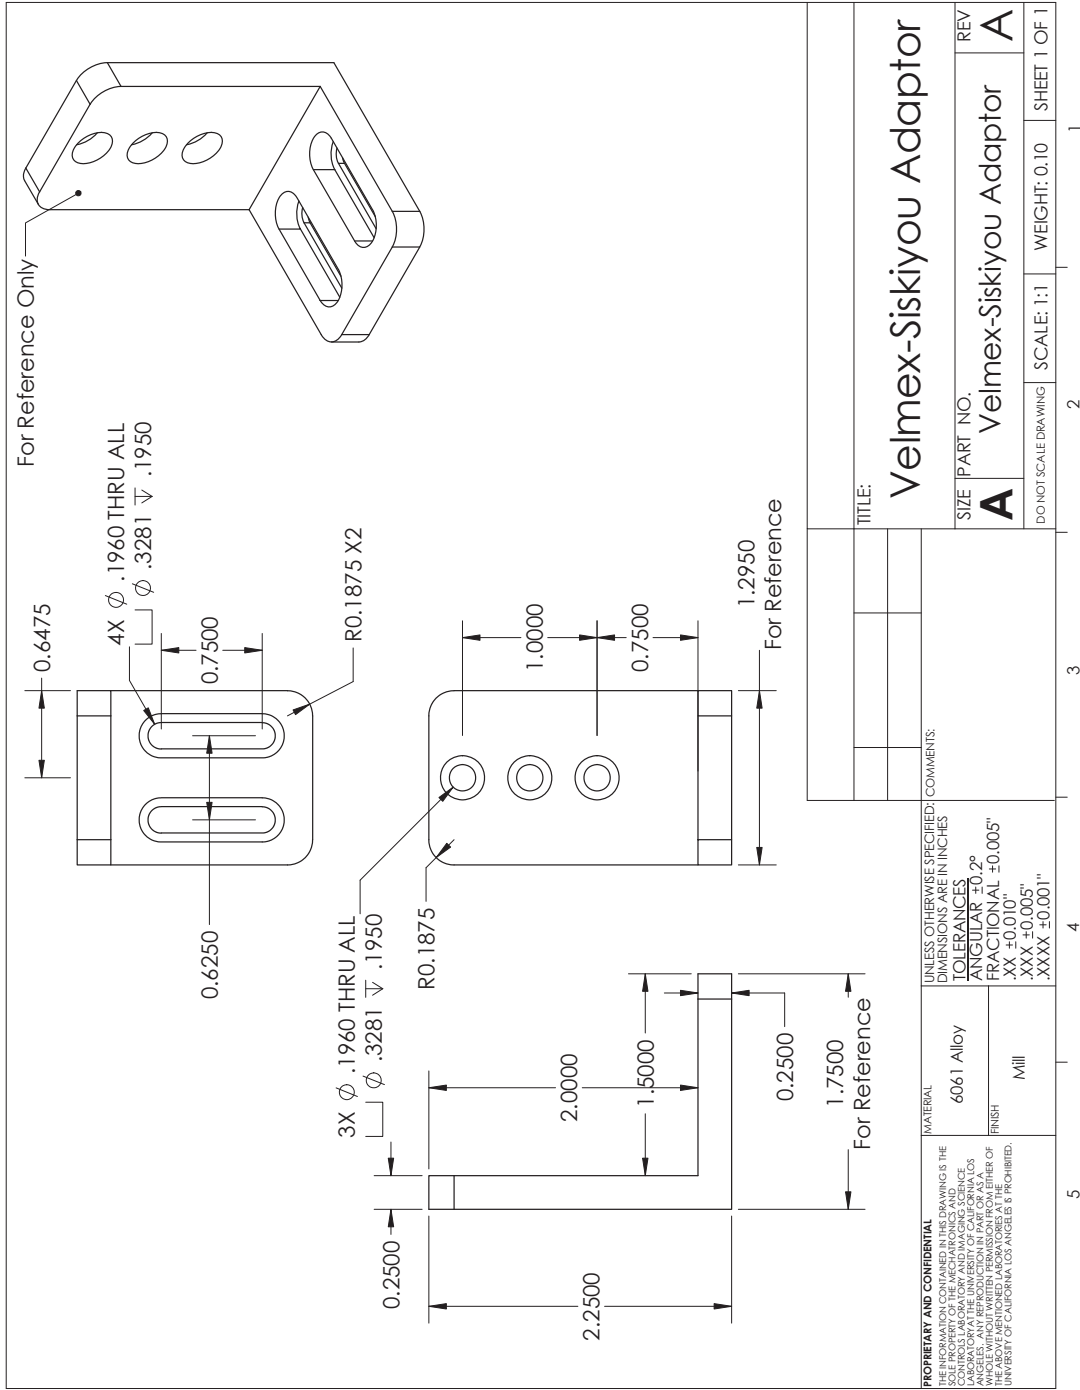 For Reference Only
4X ⌀ .1960 THRU ALL
⌴ ⌀ .3281 ↧ .1950
0.6475
0.7500
R0.1875 X2
0.6250
3X ⌀ .1960 THRU ALL
⌴ ⌀ .3281 ↧ .1950
R0.1875
1.0000
0.7500
1.2950
For Reference
0.2500
2.2500
2.0000
1.5000
0.2500
1.7500
For Reference
PROPRIETARY AND CONFIDENTIAL
THE INFORMATION CONTAINED IN THIS DRAWING IS THE
SOLE PROPERTY OF THE MECHATRONICS AND
CONTROLS LABORATORY AND IMAGING SCIENCE
LABORATORY AT THE UNIVERSITY OF CALIFORNIA LOS
ANGELES. ANY REPRODUCTION IN PART OR AS A
WHOLE WITHOUT WRITTEN PERMISSION FROM EITHER OF
THE ABOVE MENTIONED LABORATORIES AT THE
UNIVERSITY OF CALIFORNIA LOS ANGELES IS PROHIBITED.
MATERIAL
6061 Alloy
FINISH
Mill
UNLESS OTHERWISE SPECIFIED:
DIMENSIONS ARE IN INCHES
TOLERANCES
ANGULAR ±0.2°
FRACTIONAL ±0.005"
.XX ±0.010"
.XXX ±0.005"
.XXXX ±0.001"
COMMENTS:
TITLE:
Velmex-Siskiyou Adaptor
SIZE
A
PART NO.
Velmex-Siskiyou Adaptor
REV
A
DO NOT SCALE DRAWING
SCALE: 1:1
WEIGHT: 0.10
SHEET 1 OF 1
5
4
3
2
1